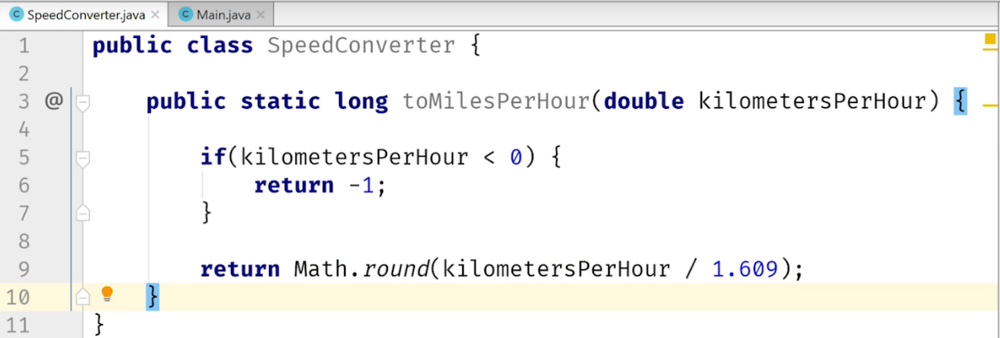 SpeedConverter.java × Main.java ×
1 public class SpeedConverter {
2
3 @ public static long toMilesPerHour(double kilometersPerHour) {
4
5 if(kilometersPerHour < 0) {
6 return -1;
7 }
8
9 return Math.round(kilometersPerHour / 1.609);
10 }
11 }